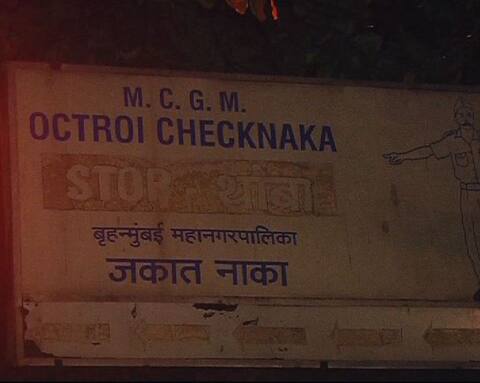 M. C. G. M.
OCTROI CHECKNAKA
STOP थांबा
बृहन्मुंबई महानगरपालिका
जकात नाका